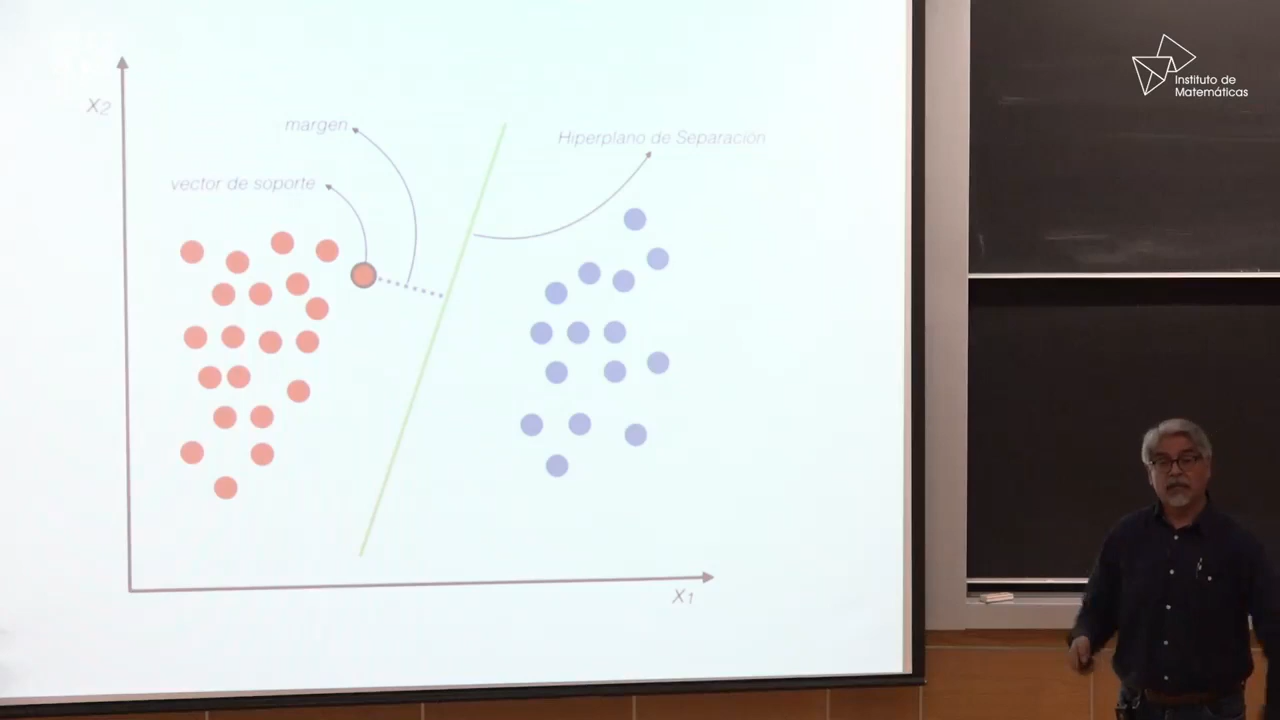 Instituto de
Matemáticas
X2
margen
Hiperplano de Separación
vector de soporte
X1